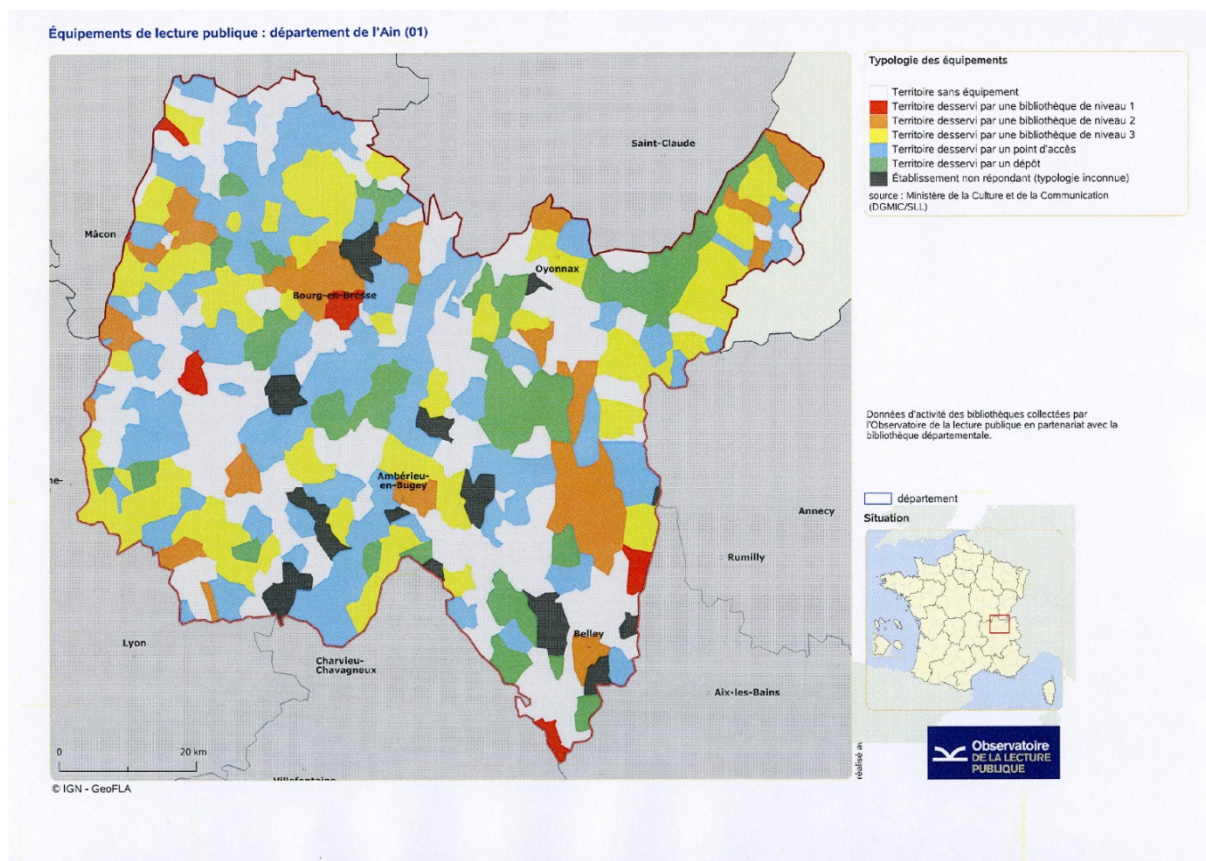 Équipements de lecture publique : département de l'Ain (01)
Saint-Claude
Mâcon
Oyonnax
Bourg-en-Bresse
Ambérieu-
en-Bugey
ne-
Annecy
Rumilly
Lyon
Belley
Charvieu-
Chavagneux
Aix-les-Bains
0 20 km
Villefontaine
© IGN - GeoFLA
Typologie des équipements
Territoire sans équipement
Territoire desservi par une bibliothèque de niveau 1
Territoire desservi par une bibliothèque de niveau 2
Territoire desservi par une bibliothèque de niveau 3
Territoire desservi par un point d'accès
Territoire desservi par un dépôt
Établissement non répondant (typologie inconnue)
source : Ministère de la Culture et de la Communication
(DGMIC/SLL)
Données d'activité des bibliothèques collectées par
l'Observatoire de la lecture publique en partenariat avec la
bibliothèque départementale.
département
Situation
réalisé av
Observatoire
DE LA LECTURE
PUBLIQUE